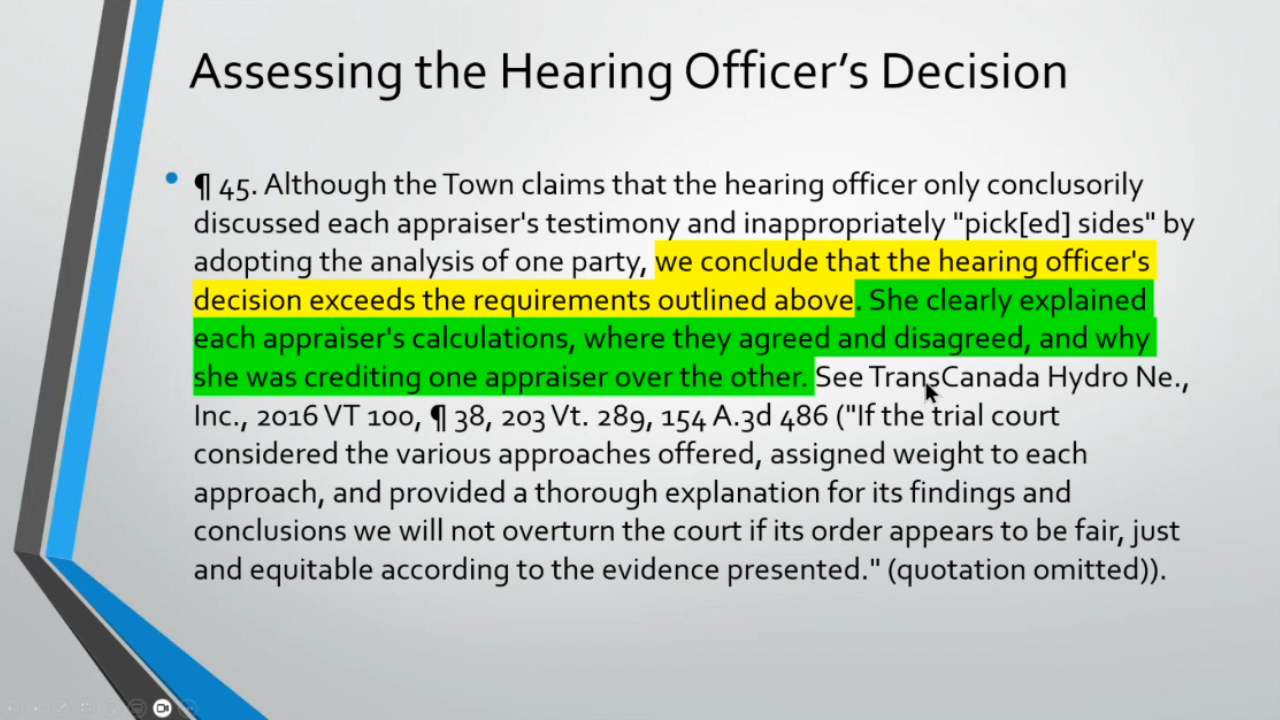 Assessing the Hearing Officer’s Decision
• ¶ 45. Although the Town claims that the hearing officer only conclusorily
discussed each appraiser's testimony and inappropriately "pick[ed] sides" by
adopting the analysis of one party, we conclude that the hearing officer's
decision exceeds the requirements outlined above. She clearly explained
each appraiser's calculations, where they agreed and disagreed, and why
she was crediting one appraiser over the other. See TransCanada Hydro Ne.,
Inc., 2016 VT 100, ¶ 38, 203 Vt. 289, 154 A.3d 486 ("If the trial court
considered the various approaches offered, assigned weight to each
approach, and provided a thorough explanation for its findings and
conclusions we will not overturn the court if its order appears to be fair, just
and equitable according to the evidence presented." (quotation omitted)).